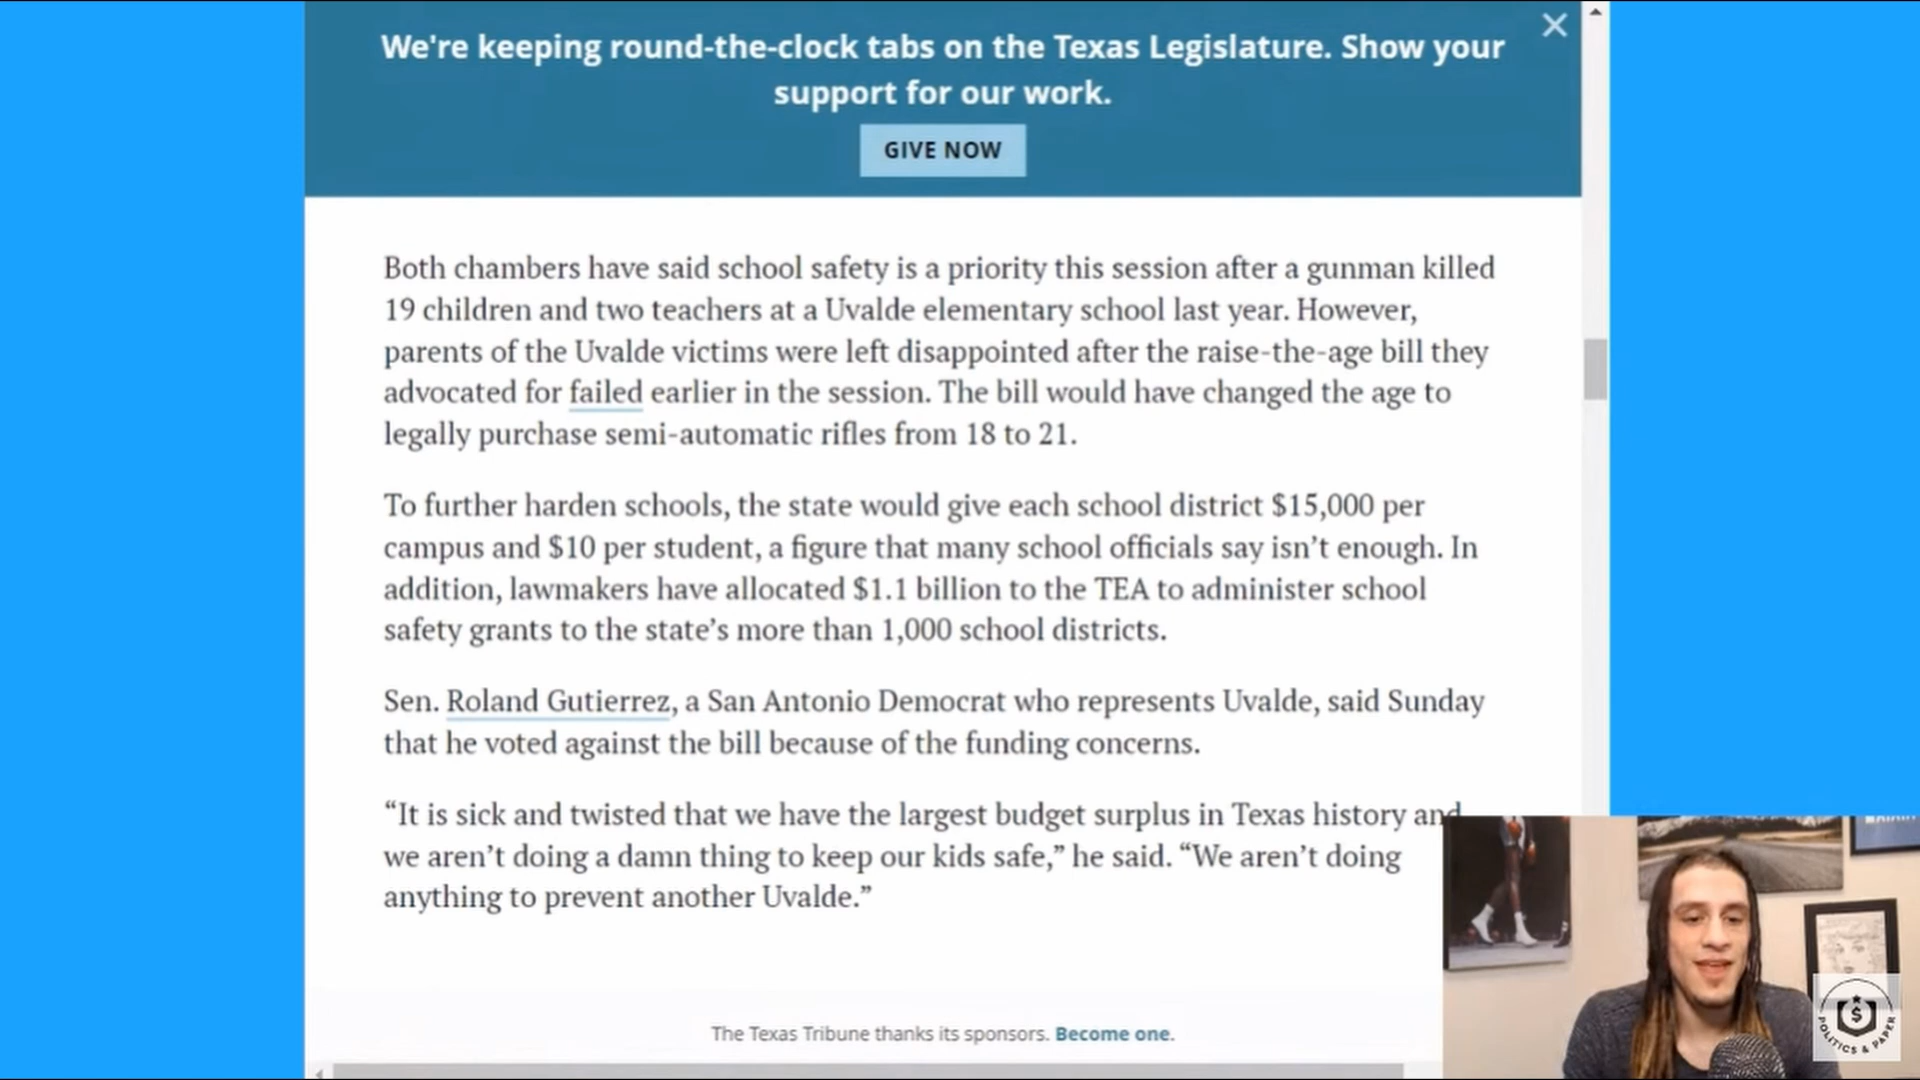 We're keeping round-the-clock tabs on the Texas Legislature. Show your
support for our work.
GIVE NOW
Both chambers have said school safety is a priority this session after a gunman killed
19 children and two teachers at a Uvalde elementary school last year. However,
parents of the Uvalde victims were left disappointed after the raise-the-age bill they
advocated for failed earlier in the session. The bill would have changed the age to
legally purchase semi-automatic rifles from 18 to 21.
To further harden schools, the state would give each school district $15,000 per
campus and $10 per student, a figure that many school officials say isn’t enough. In
addition, lawmakers have allocated $1.1 billion to the TEA to administer school
safety grants to the state’s more than 1,000 school districts.
Sen. Roland Gutierrez, a San Antonio Democrat who represents Uvalde, said Sunday
that he voted against the bill because of the funding concerns.
“It is sick and twisted that we have the largest budget surplus in Texas history and
we aren’t doing a damn thing to keep our kids safe,” he said. “We aren’t doing
anything to prevent another Uvalde.”
The Texas Tribune thanks its sponsors. Become one.
POLITICS & PAPER